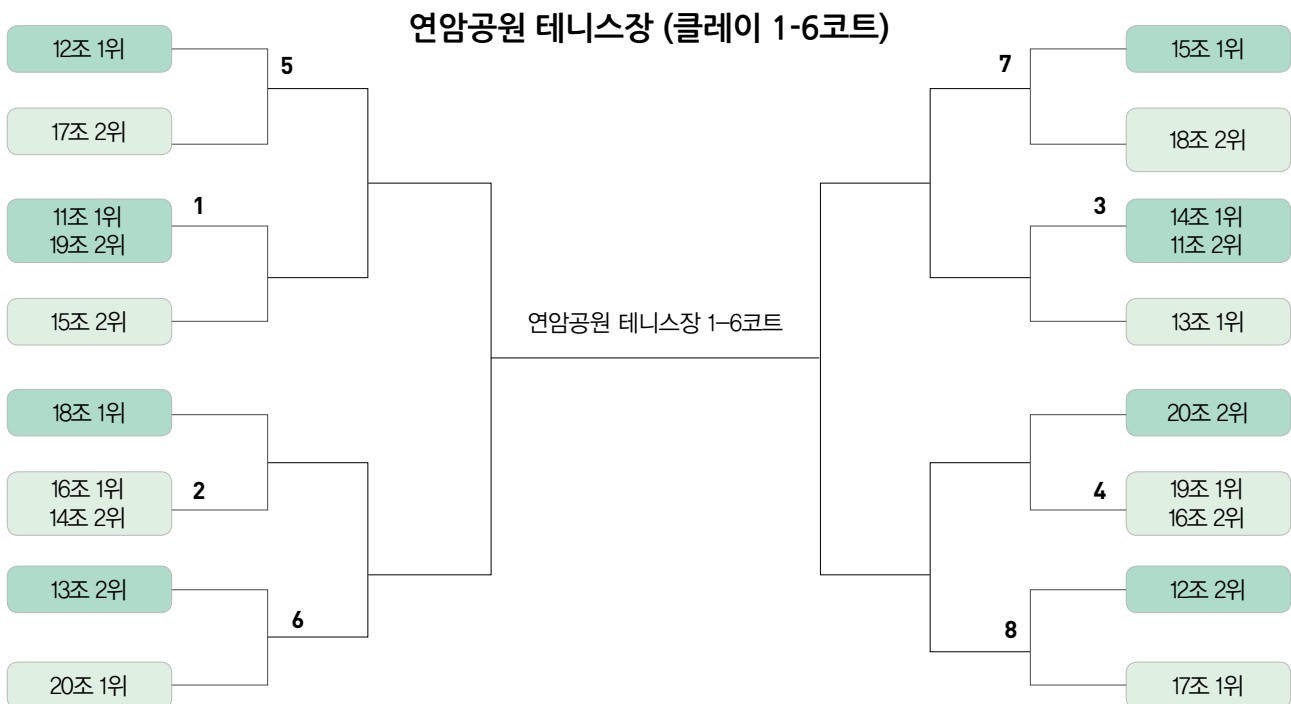 연암공원 테니스장 (클레이 1-6코트)
12조 1위
5
17조 2위
11조 1위
19조 2위
1
15조 2위
18조 1위
16조 1위
14조 2위
2
13조 2위
6
20조 1위
연암공원 테니스장 1-6코트
7
15조 1위
18조 2위
3
14조 1위
11조 2위
13조 1위
20조 2위
4
19조 1위
16조 2위
12조 2위
8
17조 1위